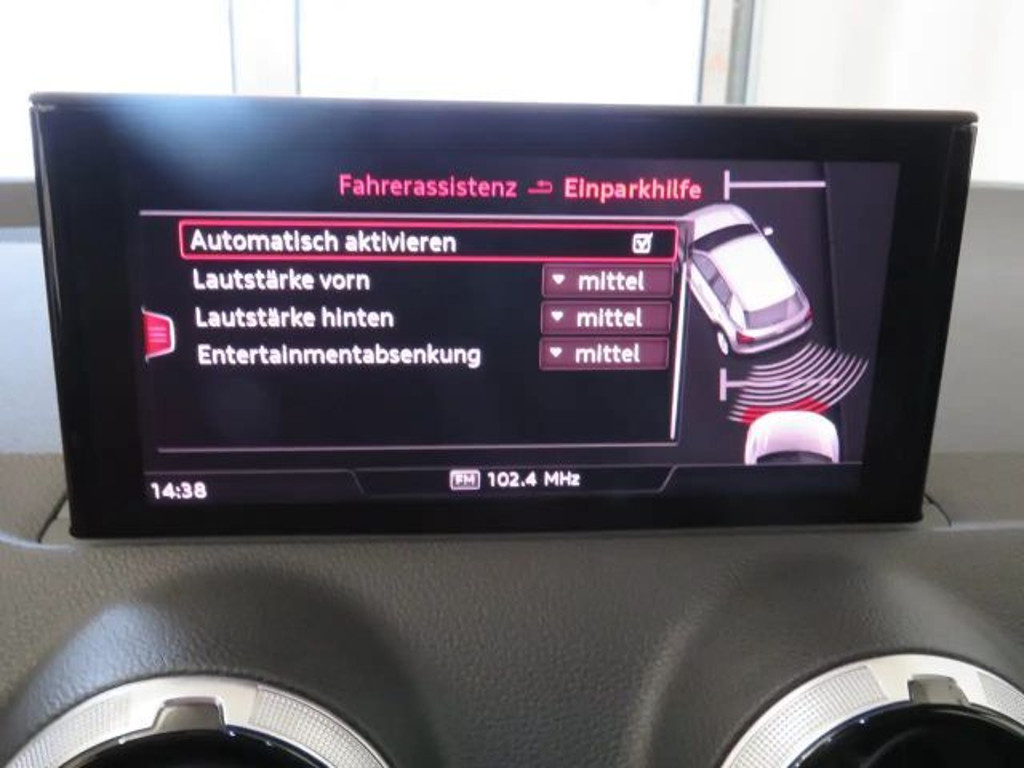 Fahrerassistenz Einparkhilfe
Automatisch aktivieren
Lautstärke vorn mittel
Lautstärke hinten mittel
Entertainmentabsenkung mittel
14:38 FM 102.4 MHz